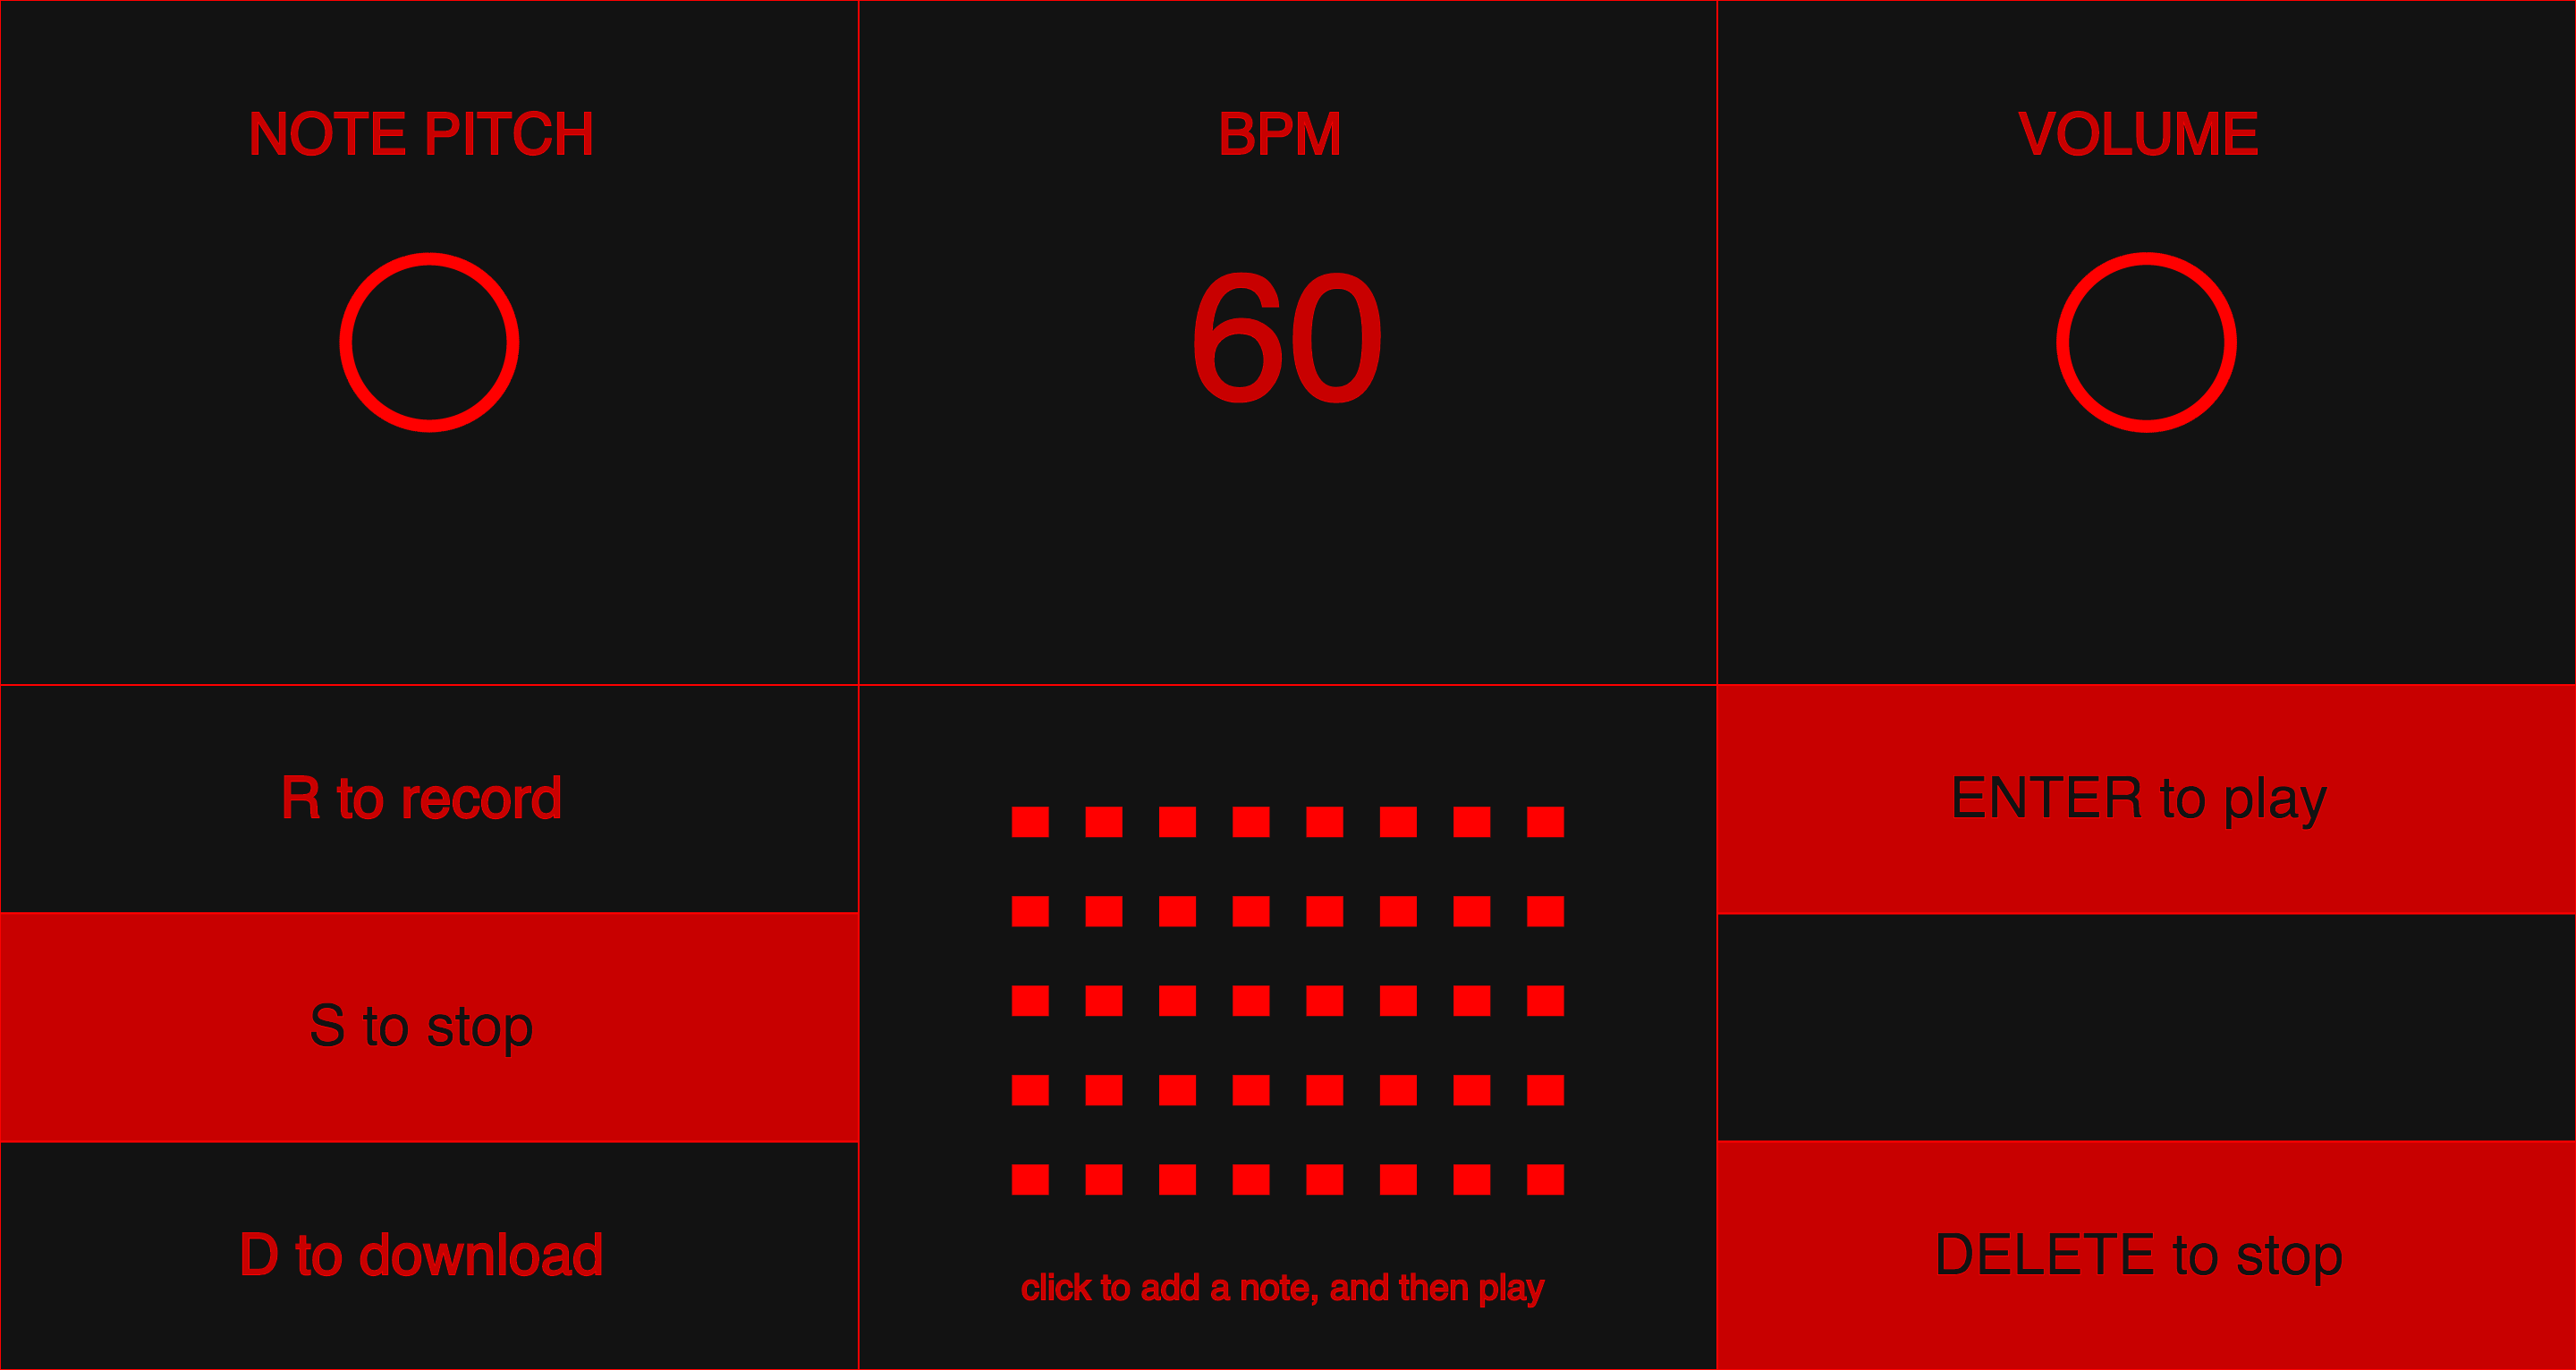 NOTE PITCH
BPM
VOLUME
60
R to record
ENTER to play
S to stop
D to download
DELETE to stop
click to add a note, and then play